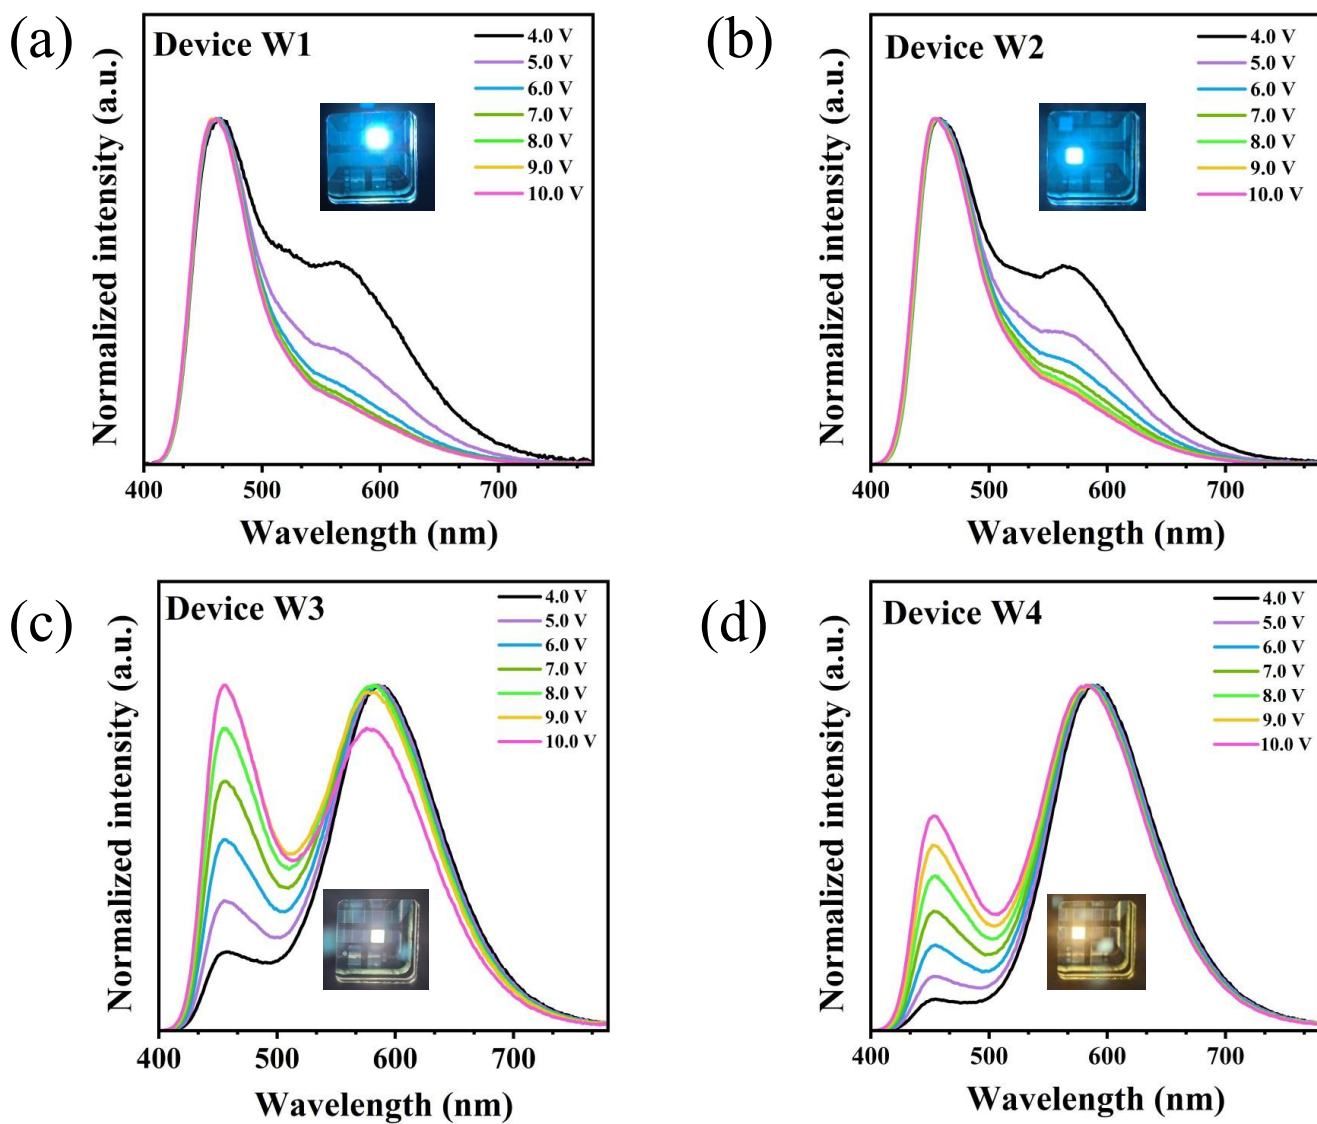 (a)
Device W1
4.0 V
5.0 V
6.0 V
7.0 V
8.0 V
9.0 V
10.0 V
Normalized intensity (a.u.)
400 500 600 700
Wavelength (nm)
(b)
Device W2
4.0 V
5.0 V
6.0 V
7.0 V
8.0 V
9.0 V
10.0 V
Normalized intensity (a.u.)
400 500 600 700
Wavelength (nm)
(c)
Device W3
4.0 V
5.0 V
6.0 V
7.0 V
8.0 V
9.0 V
10.0 V
Normalized intensity (a.u.)
400 500 600 700
Wavelength (nm)
(d)
Device W4
4.0 V
5.0 V
6.0 V
7.0 V
8.0 V
9.0 V
10.0 V
Normalized intensity (a.u.)
400 500 600 700
Wavelength (nm)